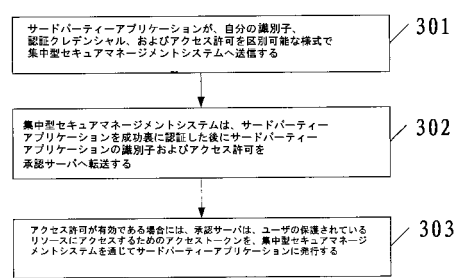 サードパーティーアプリケーションが、自分の識別子、
認証クレデンシャル、およびアクセス許可を区別可能な様式で
集中型セキュアマネージメントシステムへ送信する
301
集中型セキュアマネージメントシステムは、サードパーティー
アプリケーションを成功裏に認証した後にサードパーティー
アプリケーションの識別子およびアクセス許可を
承認サーバへ転送する
302
アクセス許可が有効である場合には、承認サーバは、ユーザの保護されている
リソースにアクセスするためのアクセストークンを、集中型セキュアマネージ
メントシステムを通じてサードパーティーアプリケーションに発行する
303